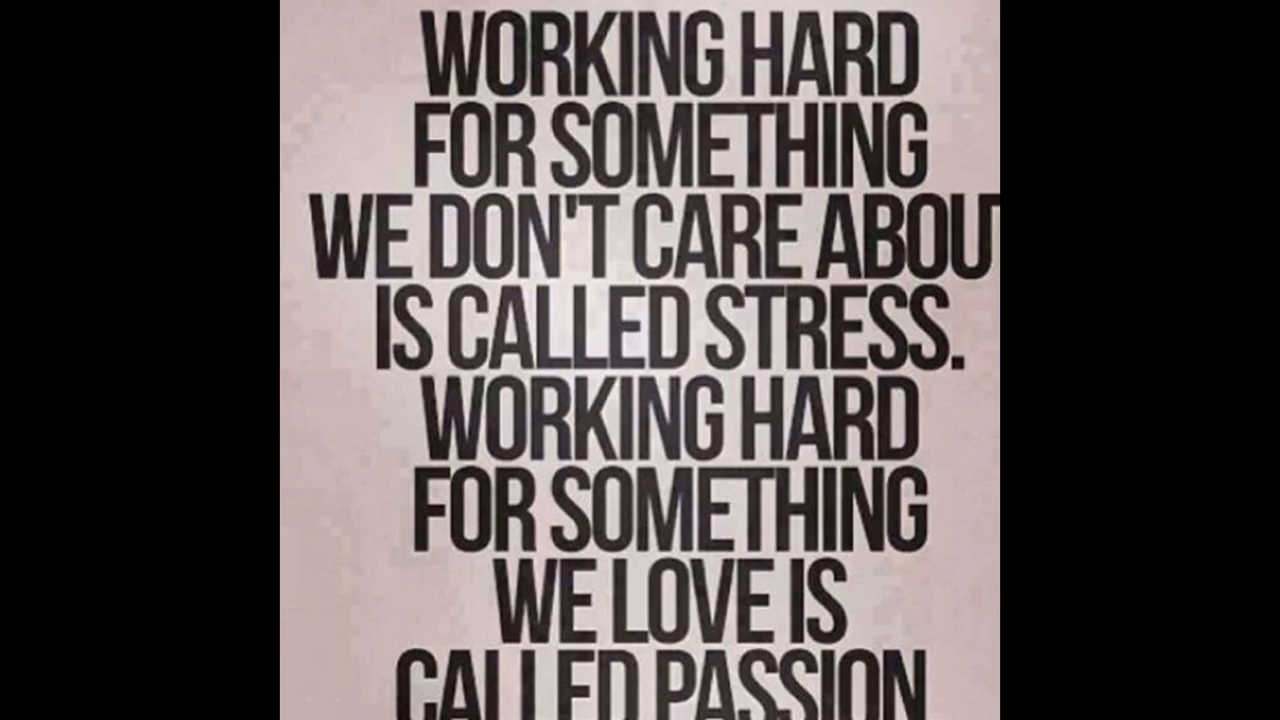 WORKING HARD
FOR SOMETHING
WE DON'T CARE ABOUT
IS CALLED STRESS.
WORKING HARD
FOR SOMETHING
WE LOVE IS
CALLED PASSION